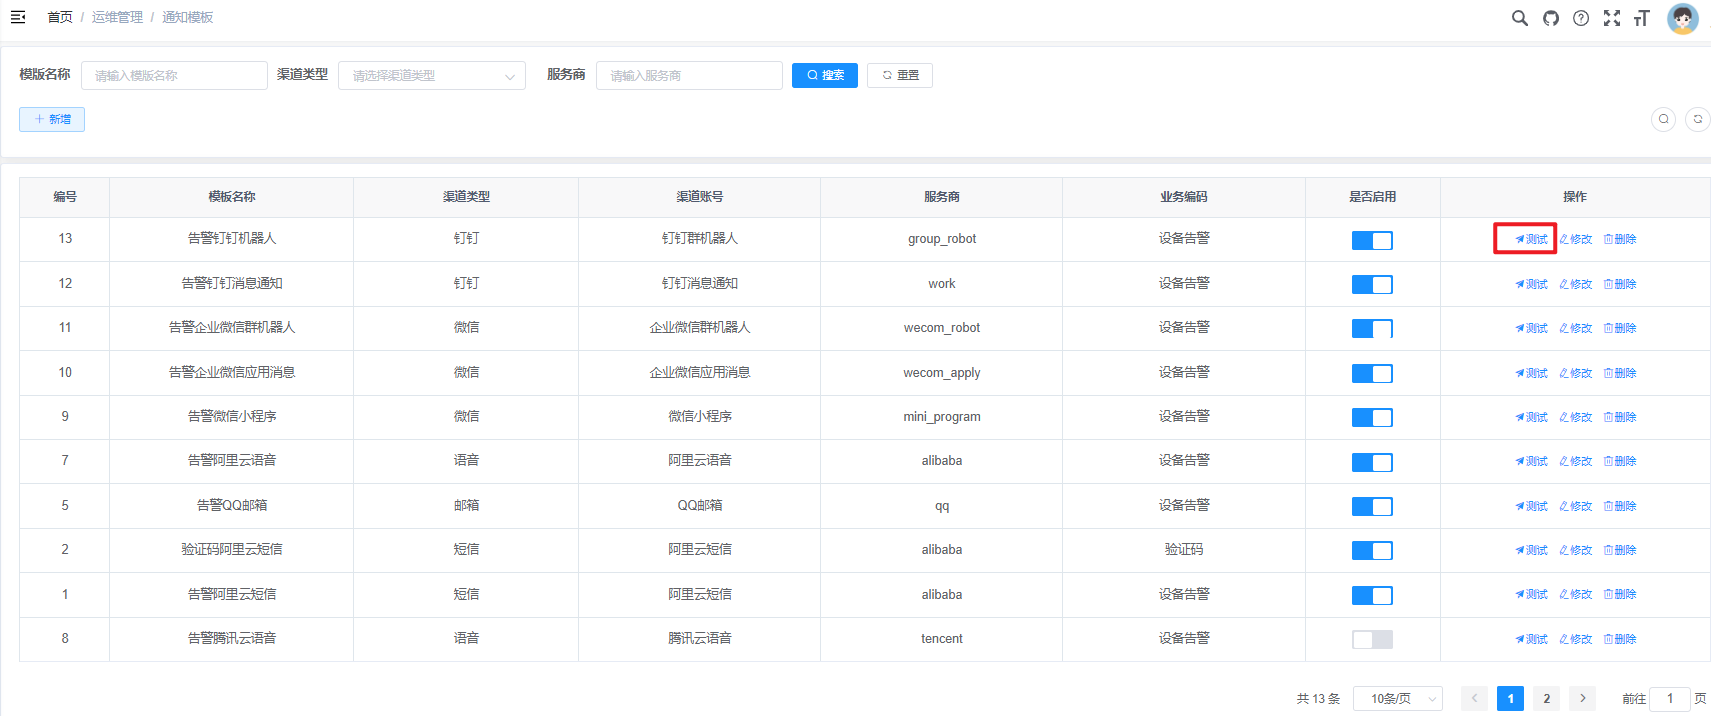 首页 / 运维管理 / 通知模板
模版名称 请输入模版名称 渠道类型 请选择渠道类型 服务商 请输入服务商 搜索 重置
新增
编号 模板名称 渠道类型 渠道账号 服务商 业务编码 是否启用 操作
13 告警钉钉机器人 钉钉 钉钉群机器人 group_robot 设备告警 测试 修改 删除
12 告警钉钉消息通知 钉钉 钉钉消息通知 work 设备告警 测试 修改 删除
11 告警企业微信群机器人 微信 企业微信群机器人 wecom_robot 设备告警 测试 修改 删除
10 告警企业微信应用消息 微信 企业微信应用消息 wecom_apply 设备告警 测试 修改 删除
9 告警微信小程序 微信 微信小程序 mini_program 设备告警 测试 修改 删除
7 告警阿里云语音 语音 阿里云语音 alibaba 设备告警 测试 修改 删除
5 告警QQ邮箱 邮箱 QQ邮箱 qq 设备告警 测试 修改 删除
2 验证码阿里云短信 短信 阿里云短信 alibaba 验证码 测试 修改 删除
1 告警阿里云短信 短信 阿里云短信 alibaba 设备告警 测试 修改 删除
8 告警腾讯云语音 语音 腾讯云语音 tencent 设备告警 测试 修改 删除
共 13 条 10条/页 1 2 前往 1 页